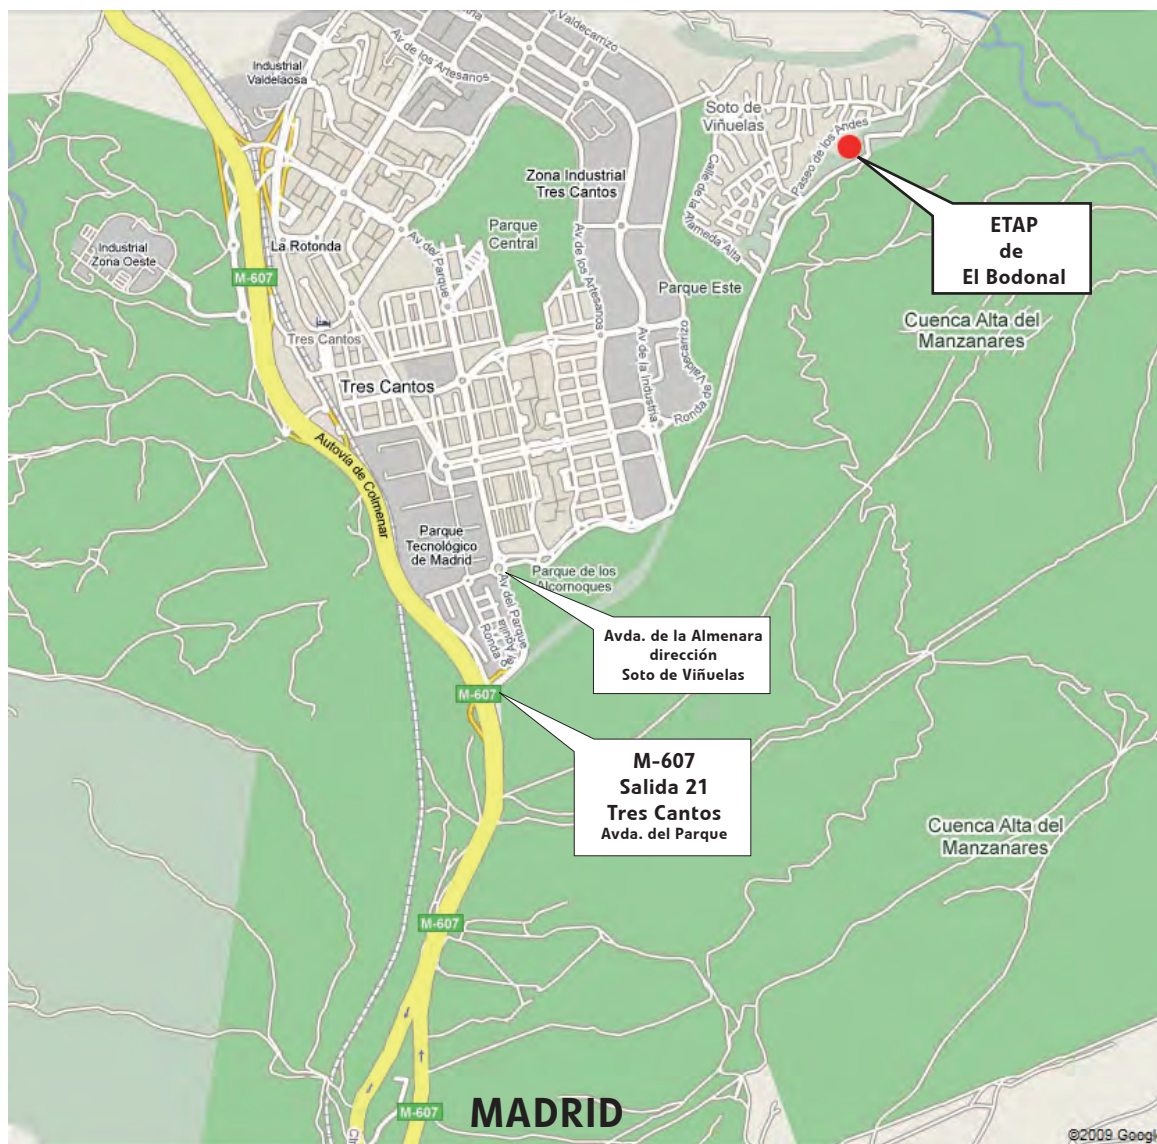 Valdecarrizo
Av de los Artesanos
Industrial
Valdelaosa
Soto de
Viñuelas
Paseo de los Andes
Zona Industrial
Tres Cantos
Calle de la Alameda Alta
ETAP
de
El Bodonal
Parque
Central
Av. del Parque
La Rotonda
Industrial
Zona Oeste
M-607
Av de los Artesanos
Parque Este
Cuenca Alta del
Manzanares
Tres Cantos
Tres Cantos
Av de la Industria
Ronda de Valdecarrizo
Autovía de Colmenar
Parque
Tecnológico
de Madrid
Parque de los
Alcornoques
Av del Parque
Ronda
Avda. de la Almenara
dirección
Soto de Viñuelas
M-607
M-607
Salida 21
Tres Cantos
Avda. del Parque
Cuenca Alta del
Manzanares
M-607
M-607
MADRID
©2009 Googl